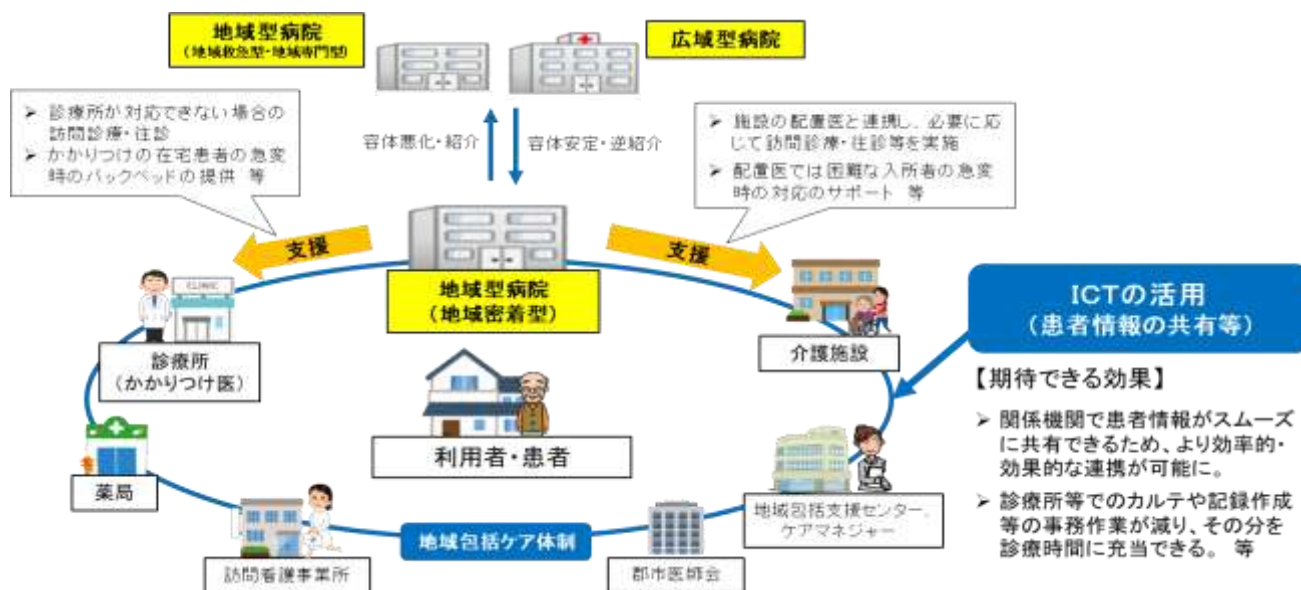 地域型病院
(地域救急型・地域専門型)
広域型病院
➢ 診療所が対応できない場合の
訪問診療・往診
➢ かかりつけの在宅患者の急変
時のバックベッドの提供 等
容体悪化・紹介
容体安定・逆紹介
➢ 施設の配置医と連携し、必要に応
じて訪問診療・往診等を実施
➢ 配置医では困難な入所者の急変
時の対応のサポート 等
支援
支援
地域型病院
(地域密着型)
CLINIC
診療所
(かかりつけ医)
介護施設
ICTの活用
(患者情報の共有等)
【期待できる効果】
➢ 関係機関で患者情報がスムーズ
に共有できるため、より効率的・
効果的な連携が可能に。
➢ 診療所等でのカルテや記録作成
等の事務作業が減り、その分を
診療時間に充当できる。 等
利用者・患者
薬局
地域包括支援センター、
ケアマネジャー
訪問看護事業所
地域包括ケア体制
郡市医師会